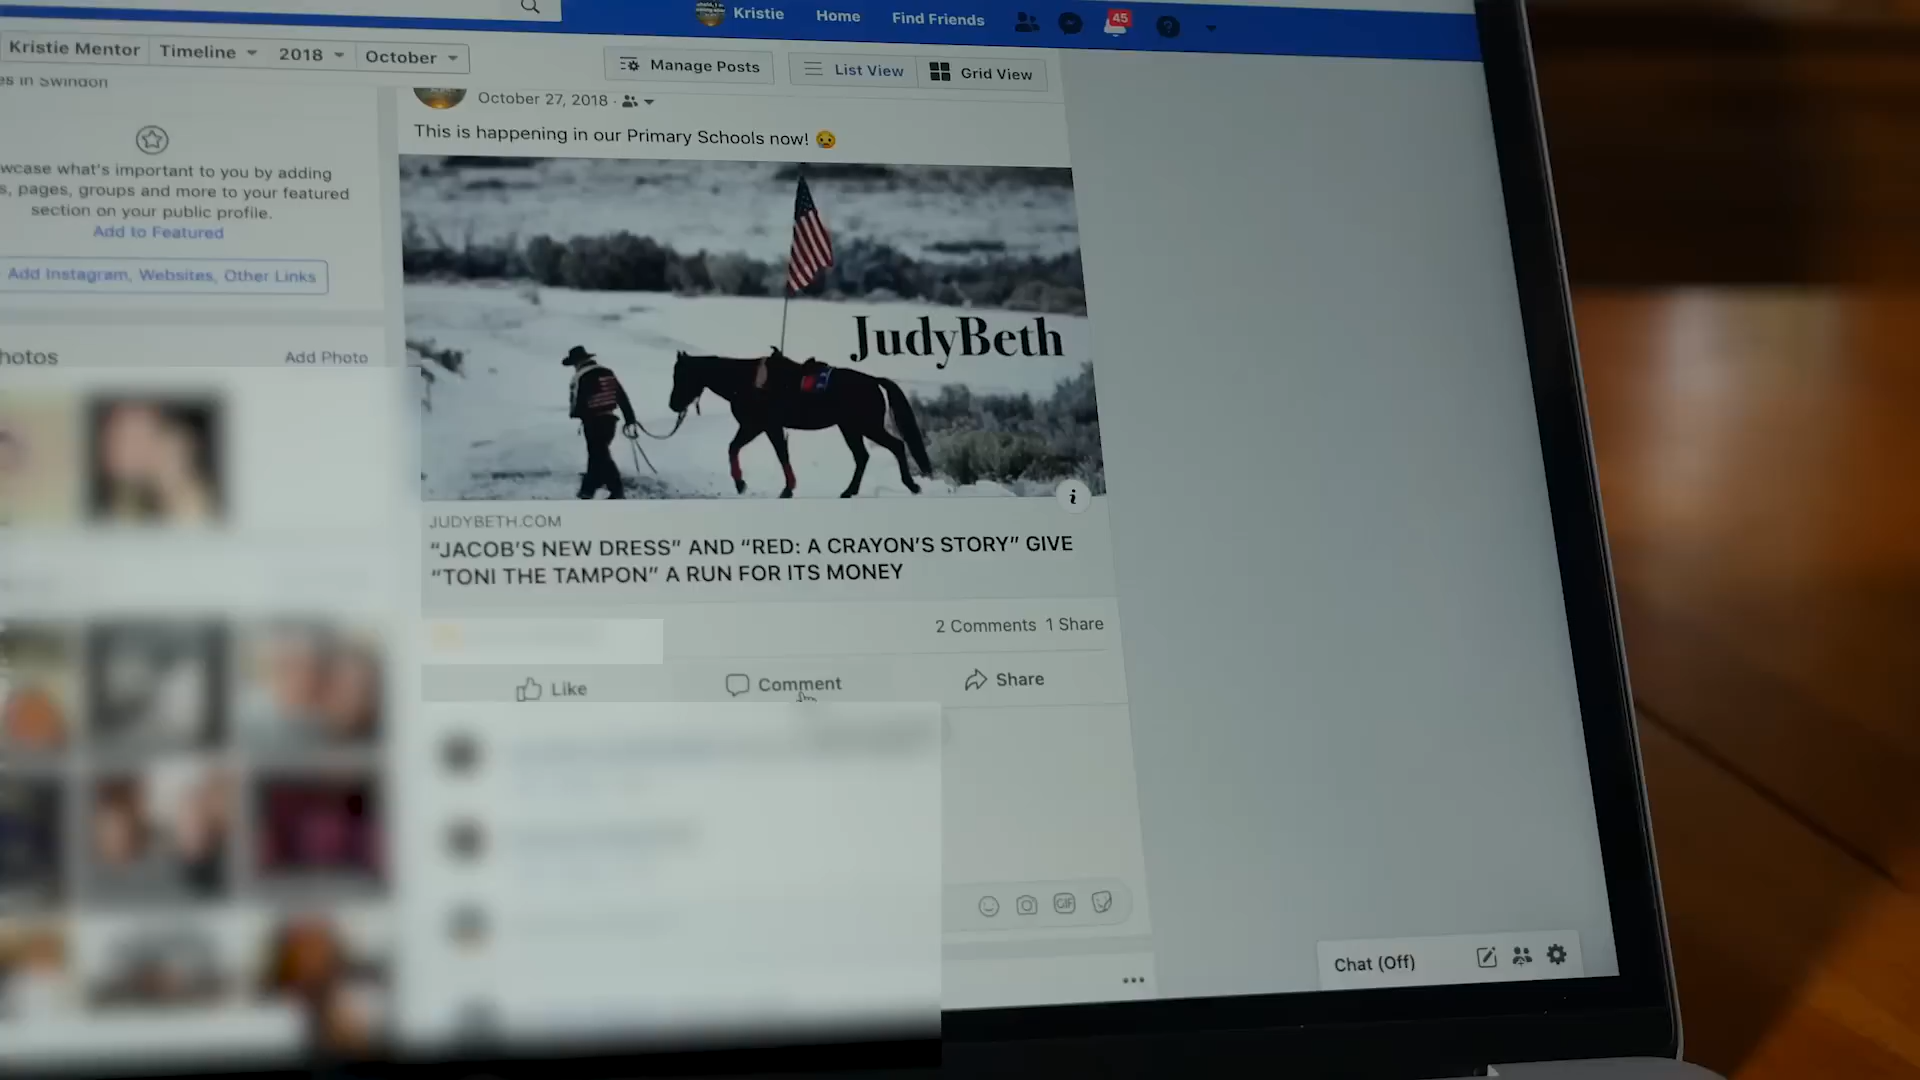 Kristie Home Find Friends 45 ?
Kristie Mentor Timeline 2018 October
Manage Posts List View Grid View
es in Swindon
October 27, 2018 ·
This is happening in our Primary Schools now!
wcase what's important to you by adding
s, pages, groups and more to your featured
section on your public profile.
Add to Featured
Add Instagram, Websites, Other Links
hotos Add Photo
JudyBeth
i
JUDYBETH.COM
“JACOB’S NEW DRESS” AND “RED: A CRAYON’S STORY” GIVE
“TONI THE TAMPON” A RUN FOR ITS MONEY
2 Comments 1 Share
Like Comment Share
GIF
Chat (Off)